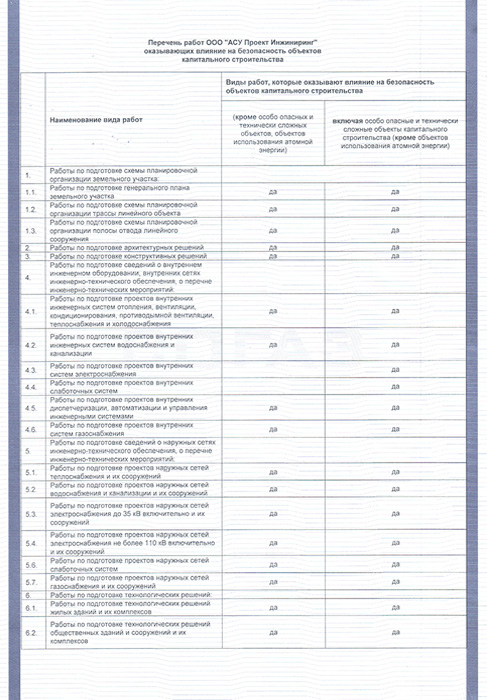 Перечень работ ООО "АСУ Проект Инжиниринг"
оказывающих влияние на безопасность объектов
капитального строительства
Виды работ, которые оказывают влияние на безопасность
объектов капитального строительства
Наименование вида работ
(кроме особо опасных и
технически сложных
объектов, объектов
использования атомной
энергии)
включая особо опасные и технически
сложные объекты капитального
строительства (кроме объектов
использования атомной энергии)
1. Работы по подготовке схемы планировочной
организации земельного участка:
1.1. Работы по подготовке генерального плана
земельного участка да да
1.2. Работы по подготовке схемы планировочной
организации трассы линейного объекта да да
1.3. Работы по подготовке схемы планировочной
организации полосы отвода линейного
сооружения да да
2. Работы по подготовке архитектурных решений да да
3. Работы по подготовке конструктивных решений да да
4. Работы по подготовке сведений о внутреннем
инженерном оборудовании, внутренних сетях
инженерно-технического обеспечения, о перечне
инженерно-технических мероприятий:
4.1. Работы по подготовке проектов внутренних
инженерных систем отопления, вентиляции,
кондиционирования, противодымной вентиляции,
теплоснабжения и холодоснабжения да да
4.2. Работы по подготовке проектов внутренних
инженерных систем водоснабжения и
канализации да да
4.3. Работы по подготовке проектов внутренних
систем электроснабжения да
4.4. Работы по подготовке проектов внутренних
слаботочных систем да
4.5. Работы по подготовке проектов внутренних
диспетчеризации, автоматизации и управления
инженерными системами да да
4.6. Работы по подготовке проектов внутренних
систем газоснабжения да да
5. Работы по подготовке сведений о наружных сетях
инженерно-технического обеспечения, о перечне
инженерно-технических мероприятий:
5.1. Работы по подготовке проектов наружных сетей
теплоснабжения и их сооружений да да
5.2 Работы по подготовке проектов наружных сетей
водоснабжения и канализации и их сооружений да да
5.3. Работы по подготовке проектов наружных сетей
электроснабжения до 35 кВ включительно и их
сооружений да да
5.4. Работы по подготовке проектов наружных сетей
электроснабжения не более 110 кВ включительно
и их сооружений да да
5.6. Работы по подготовке проектов наружных сетей
слаботочных систем да да
5.7. Работы по подготовке проектов наружных сетей
газоснабжения и их сооружений да да
6. Работы по подготовке технологических решений:
6.1. Работы по подготовке технологических решений
жилых зданий и их комплексов да да
6.2. Работы по подготовке технологических решений
общественных зданий и сооружений и их
комплексов да да